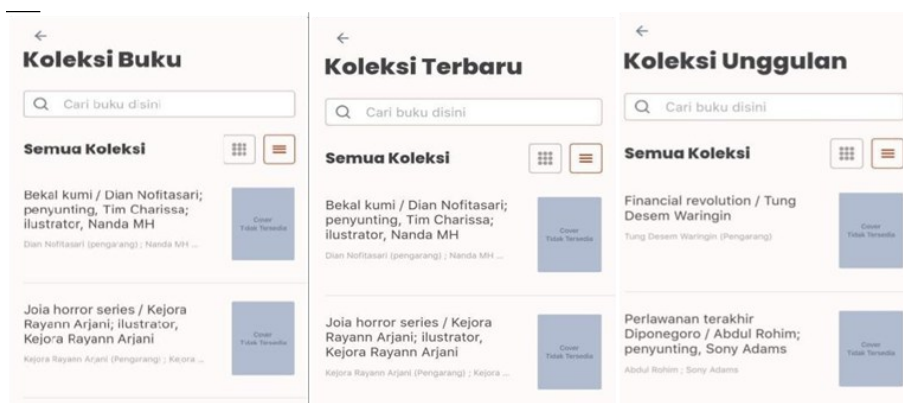 Koleksi Buku
Cari buku disini
Semua Koleksi
Bekal kumi / Dian Nofitasari;
penyunting, Tim Charissa;
ilustrator, Nanda MH
Dian Nofitasari (pengarang) ; Nanda MH ...
Cover
Tidak Tersedia
Joia horror series / Kejora
Rayann Arjani; ilustrator,
Kejora Rayann Arjani
Kejora Rayann Arjani (Pengarang) ; Kejora ...
Cover
Tidak Tersedia
Koleksi Terbaru
Cari buku disini
Semua Koleksi
Bekal kumi / Dian Nofitasari;
penyunting, Tim Charissa;
ilustrator, Nanda MH
Dian Nofitasari (pengarang) ; Nanda MH ...
Cover
Tidak Tersedia
Joia horror series / Kejora
Rayann Arjani; ilustrator,
Kejora Rayann Arjani
Kejora Rayann Arjani (Pengarang) ; Kejora ...
Cover
Tidak Tersedia
Koleksi Unggulan
Cari buku disini
Semua Koleksi
Financial revolution / Tung
Desem Waringin
Tung Desem Waringin (Pengarang)
Cover
Tidak Tersedia
Perlawanan terakhir
Diponegoro / Abdul Rohim;
penyunting, Sony Adams
Abdul Rohim ; Sony Adams
Cover
Tidak Tersedia